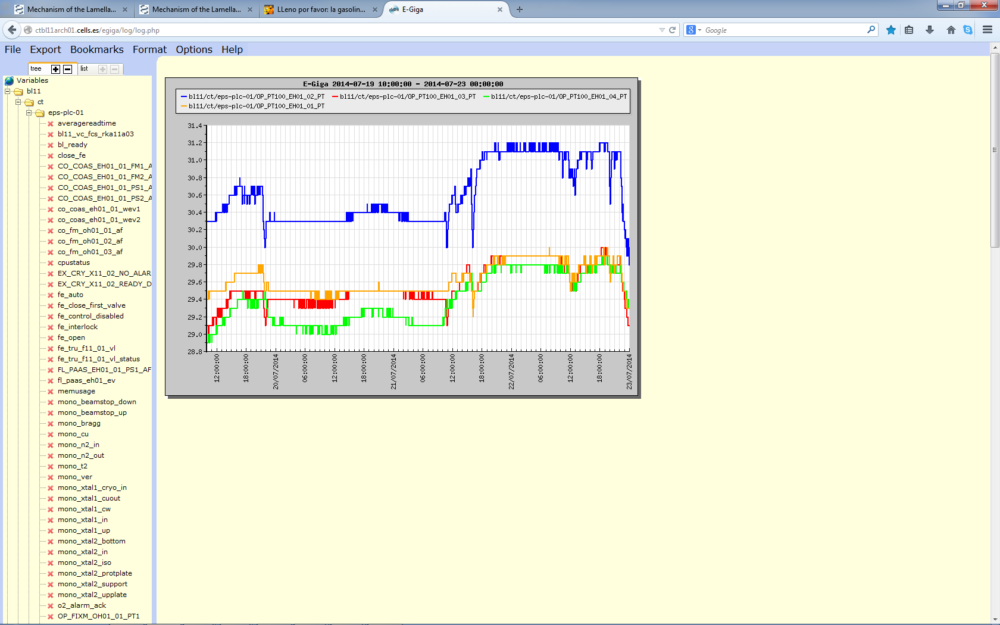 Mechanism of the Lamella...
Mechanism of the Lamella...
LLeno por favor: la gasolin...
E-Giga
ctbl11arch01.cells.es/egiga/log/log.php
Google
File Export Bookmarks Format Options Help
tree
list
Variables
bl11
ct
eps-plc-01
averagereadtime
bl11_vc_fcs_rka11a03
bl_ready
close_fe
CO_COAS_EH01_01_FM1_A
CO_COAS_EH01_01_FM2_A
CO_COAS_EH01_01_PS1_A
CO_COAS_EH01_01_PS2_A
co_coas_eh01_01_wev1
co_coas_eh01_01_wev2
co_fm_oh01_01_af
co_fm_oh01_02_af
co_fm_oh01_03_af
cpustatus
EX_CRY_X11_02_NO_ALAR
EX_CRY_X11_02_READY_D
fe_auto
fe_close_first_valve
fe_control_disabled
fe_interlock
fe_open
fe_tru_f11_01_vl
fe_tru_f11_01_vl_status
FL_PAAS_EH01_01_PS1_AF
fl_paas_eh01_ev
memusage
mono_beamstop_down
mono_beamstop_up
mono_bragg
mono_cu
mono_n2_in
mono_n2_out
mono_t2
mono_ver
mono_xtal1_cryo_in
mono_xtal1_cuout
mono_xtal1_cw
mono_xtal1_in
mono_xtal1_up
mono_xtal2_bottom
mono_xtal2_in
mono_xtal2_iso
mono_xtal2_protplate
mono_xtal2_support
mono_xtal2_upplate
o2_alarm_ack
OP_FIXM_OH01_01_PT1
E-Giga 2014-07-19 10:00:00 - 2014-07-23 00:00:00
bl11/ct/eps-plc-01/OP_PT100_EH01_02_PT
bl11/ct/eps-plc-01/OP_PT100_EH01_03_PT
bl11/ct/eps-plc-01/OP_PT100_EH01_04_PT
bl11/ct/eps-plc-01/OP_PT100_EH01_01_PT
31.4
31.2
31.0
30.8
30.6
30.4
30.2
30.0
29.8
29.6
29.4
29.2
29.0
28.8
12:00:00
18:00:00
20/07/2014
06:00:00
12:00:00
18:00:00
21/07/2014
06:00:00
12:00:00
18:00:00
22/07/2014
06:00:00
12:00:00
18:00:00
23/07/2014